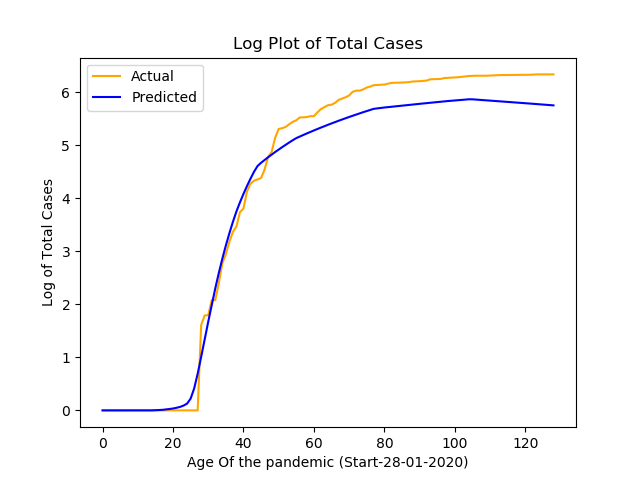 Log Plot of Total Cases
Actual
Predicted
Log of Total Cases
6
5
4
3
2
1
0
0 20 40 60 80 100 120
Age Of the pandemic (Start-28-01-2020)